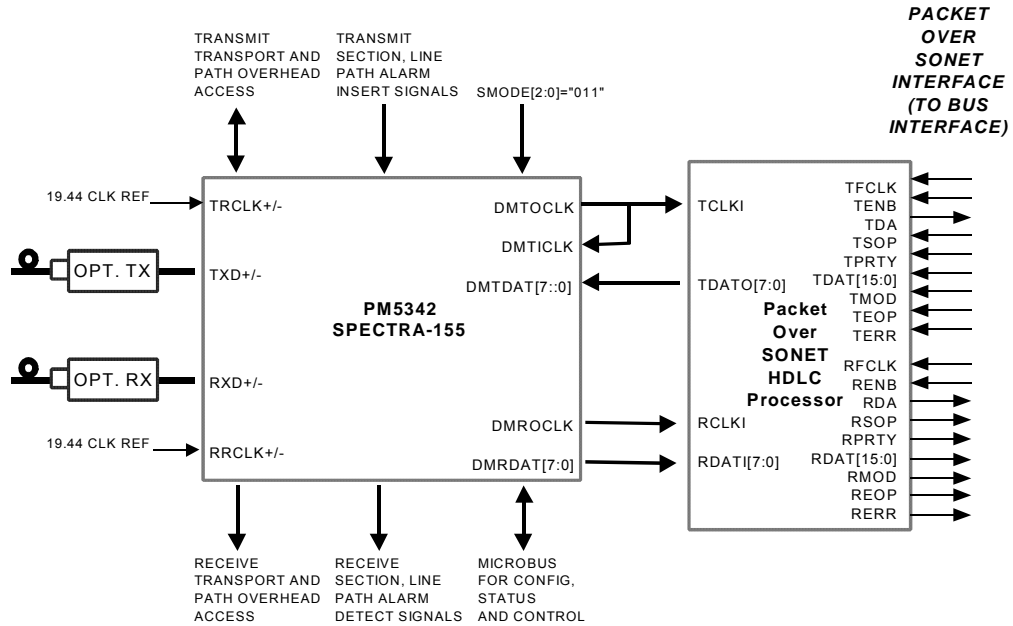 PACKET
OVER
SONET
INTERFACE
(TO BUS
INTERFACE)
TRANSMIT
TRANSPORT AND
PATH OVERHEAD
ACCESS
TRANSMIT
SECTION, LINE
PATH ALARM
INSERT SIGNALS
SMODE[2:0]="011"
19.44 CLK REF
TRCLK+/-
OPT. TX
TXD+/-
OPT. RX
RXD+/-
19.44 CLK REF
RRCLK+/-
PM5342
SPECTRA-155
DMTOCLK
DMTICLK
DMTDAT[7::0]
DMROCLK
DMRDAT[7:0]
TCLKI
TDATO[7:0]
RCLKI
RDATI[7:0]
Packet
Over
SONET
HDLC
Processor
TFCLK
TENB
TDA
TSOP
TPRTY
TDAT[15:0]
TMOD
TEOP
TERR
RFCLK
RENB
RDA
RSOP
RPRTY
RDAT[15:0]
RMOD
REOP
RERR
RECEIVE
TRANSPORT AND
PATH OVERHEAD
ACCESS
RECEIVE
SECTION, LINE
PATH ALARM
DETECT SIGNALS
MICROBUS
FOR CONFIG,
STATUS
AND CONTROL